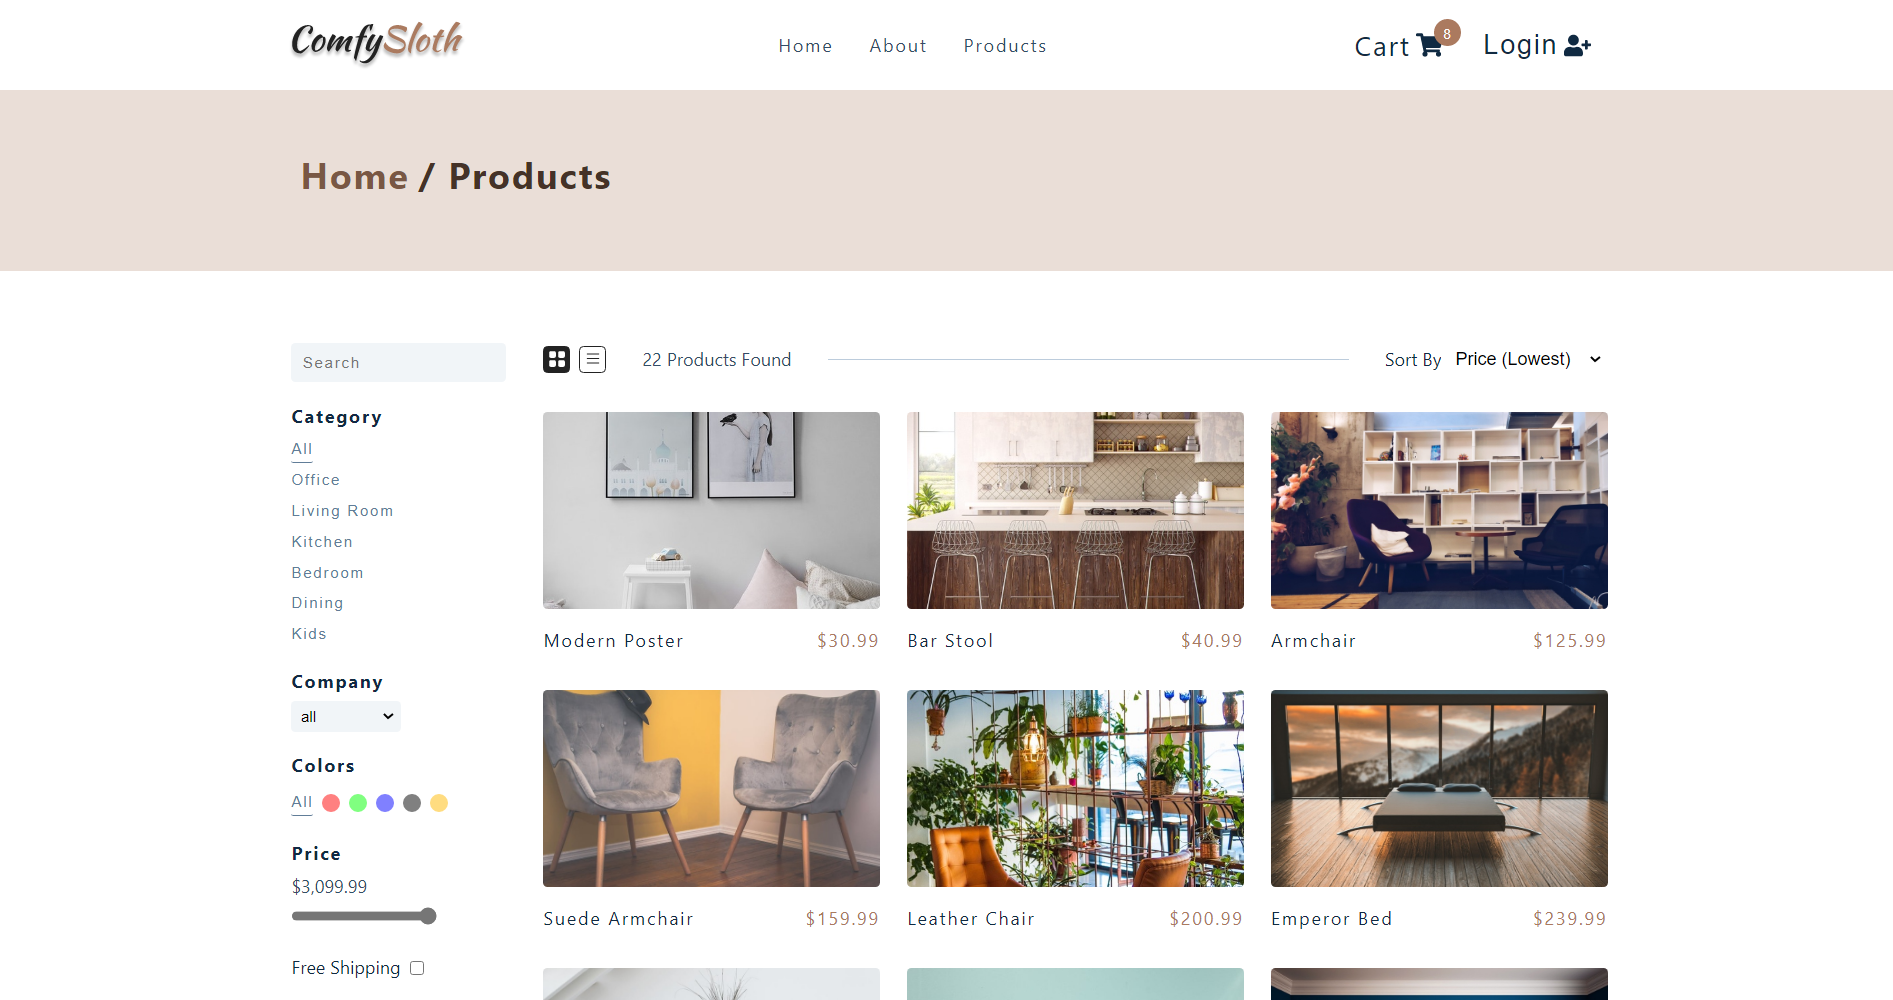 ComfySloth
Home About Products
Cart 8 Login
Home / Products
Search
22 Products Found
Sort By Price (Lowest)
Category
All
Office
Living Room
Kitchen
Bedroom
Dining
Kids
Company
all
Colors
All
Price
$3,099.99
Free Shipping
Modern Poster $30.99
Bar Stool $40.99
Armchair $125.99
Suede Armchair $159.99
Leather Chair $200.99
Emperor Bed $239.99